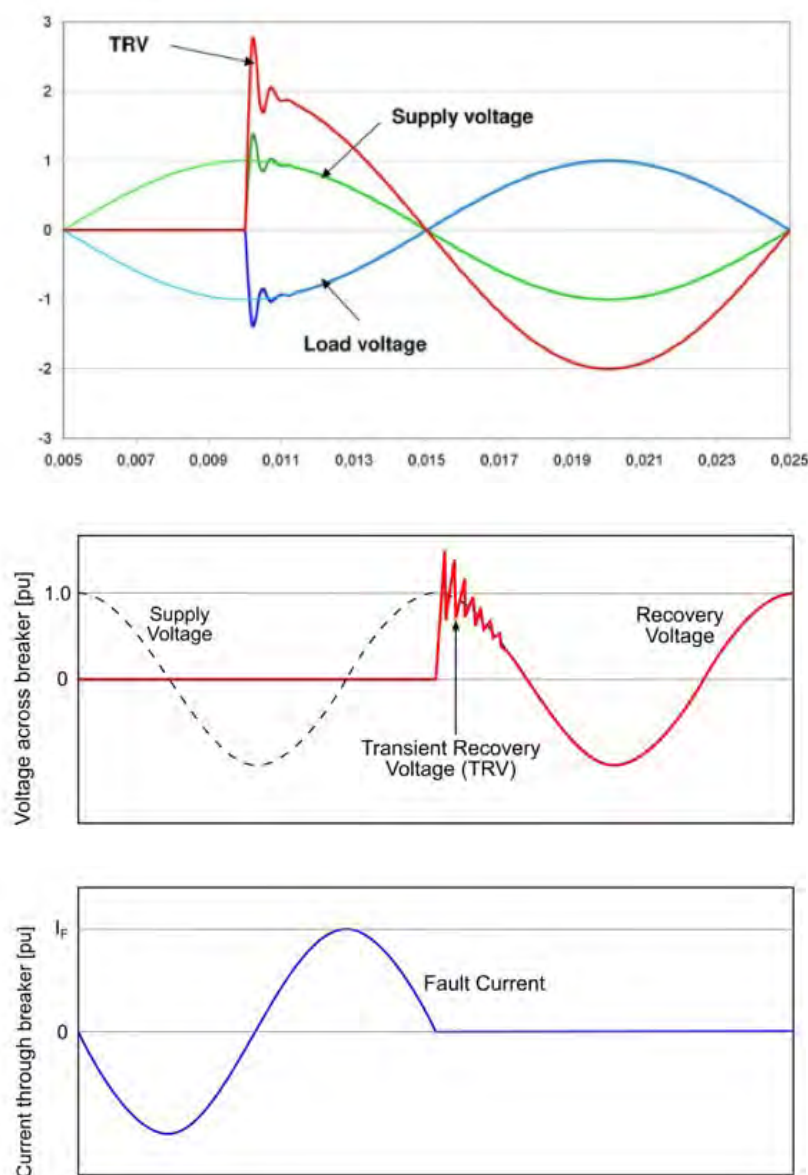 3
TRV
2
Supply voltage
1
0
-1
Load voltage
-2
-3
0,005 0,007 0,009 0,011 0,013 0,015 0,017 0,019 0,021 0,023 0,025
Voltage across breaker [pu]
1.0
Supply
Voltage
Recovery
Voltage
0
Transient Recovery
Voltage (TRV)
Current through breaker [pu]
IF
Fault Current
0